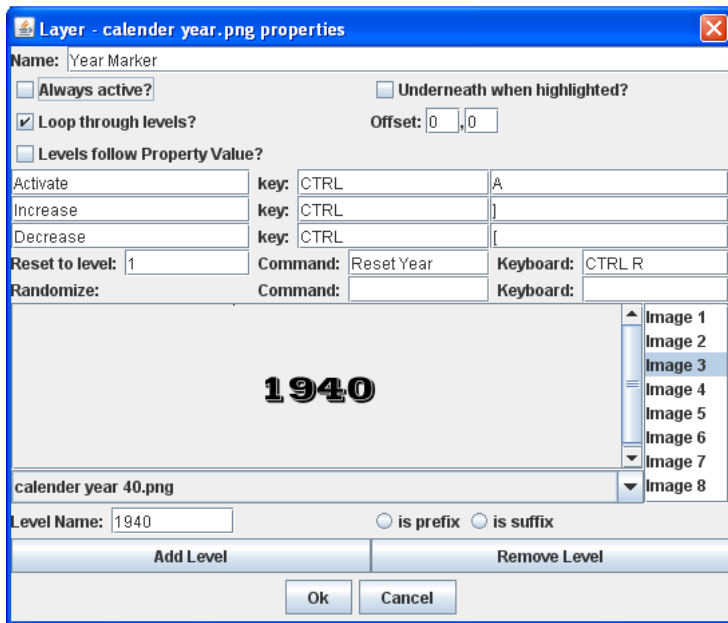 Layer - calender year.png properties
Name: Year Marker
Always active? Underneath when highlighted?
Loop through levels? Offset: 0 ,0
Levels follow Property Value?
Activate key: CTRL A
Increase key: CTRL ]
Decrease key: CTRL [
Reset to level: 1 Command: Reset Year Keyboard: CTRL R
Randomize: Command: Keyboard:
1940
Image 1
Image 2
Image 3
Image 4
Image 5
Image 6
Image 7
Image 8
calender year 40.png
Level Name: 1940 is prefix is suffix
Add Level Remove Level
Ok Cancel